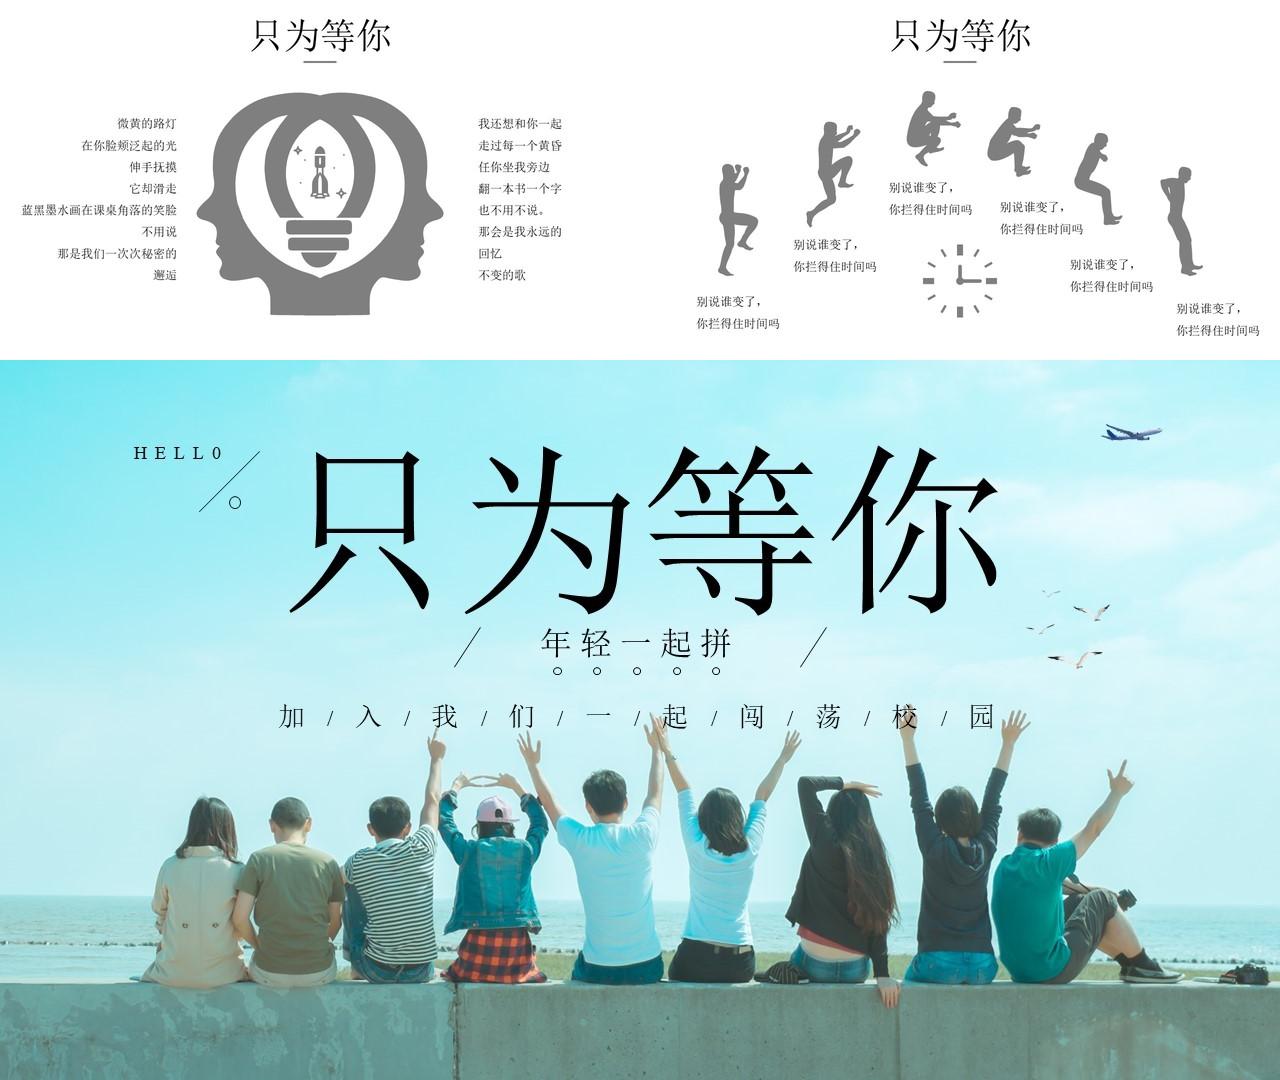 只为等你
微黄的路灯
在你脸颊泛起的光
伸手抚摸
它却滑走
蓝黑墨水画在课桌角落的笑脸
不用说
那是我们一次次秘密的
邂逅
我还想和你一起
走过每一个黄昏
任你坐我旁边
翻一本书一个字
也不用不说。
那会是我永远的
回忆
不变的歌
只为等你
别说谁变了,
你拦得住时间吗
别说谁变了,
你拦得住时间吗
别说谁变了,
你拦得住时间吗
别说谁变了,
你拦得住时间吗
别说谁变了,
你拦得住时间吗
别说谁变了,
你拦得住时间吗
HELL0
只为等你
年轻一起拼
加 / 入 / 我 / 们 / 一 / 起 / 闯 / 荡 / 校 / 园